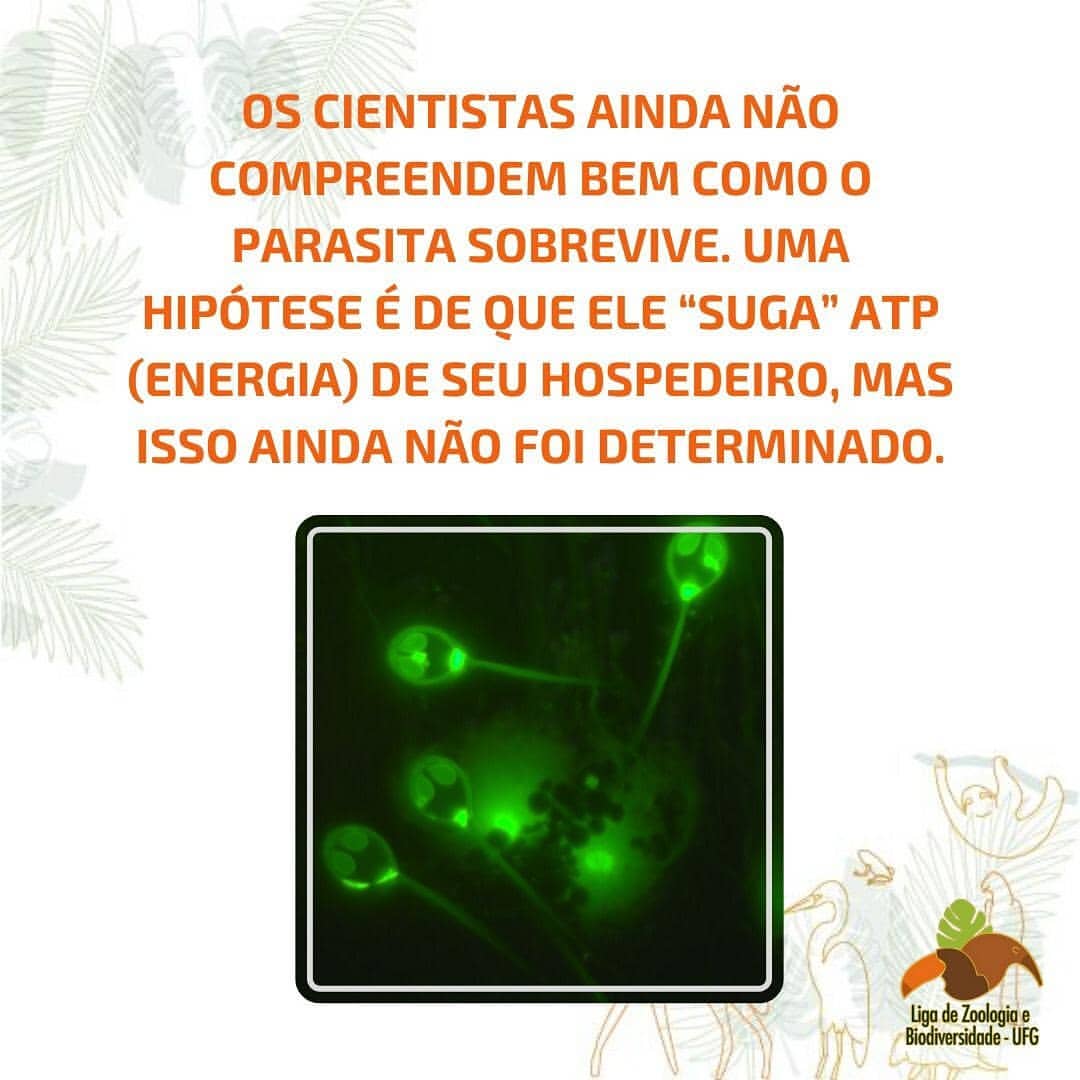 OS CIENTISTAS AINDA NÃO
COMPREENDEM BEM COMO O
PARASITA SOBREVIVE. UMA
HIPÓTESE É DE QUE ELE “SUGA” ATP
(ENERGIA) DE SEU HOSPEDEIRO, MAS
ISSO AINDA NÃO FOI DETERMINADO.
Liga de Zoologia e
Biodiversidade - UFG